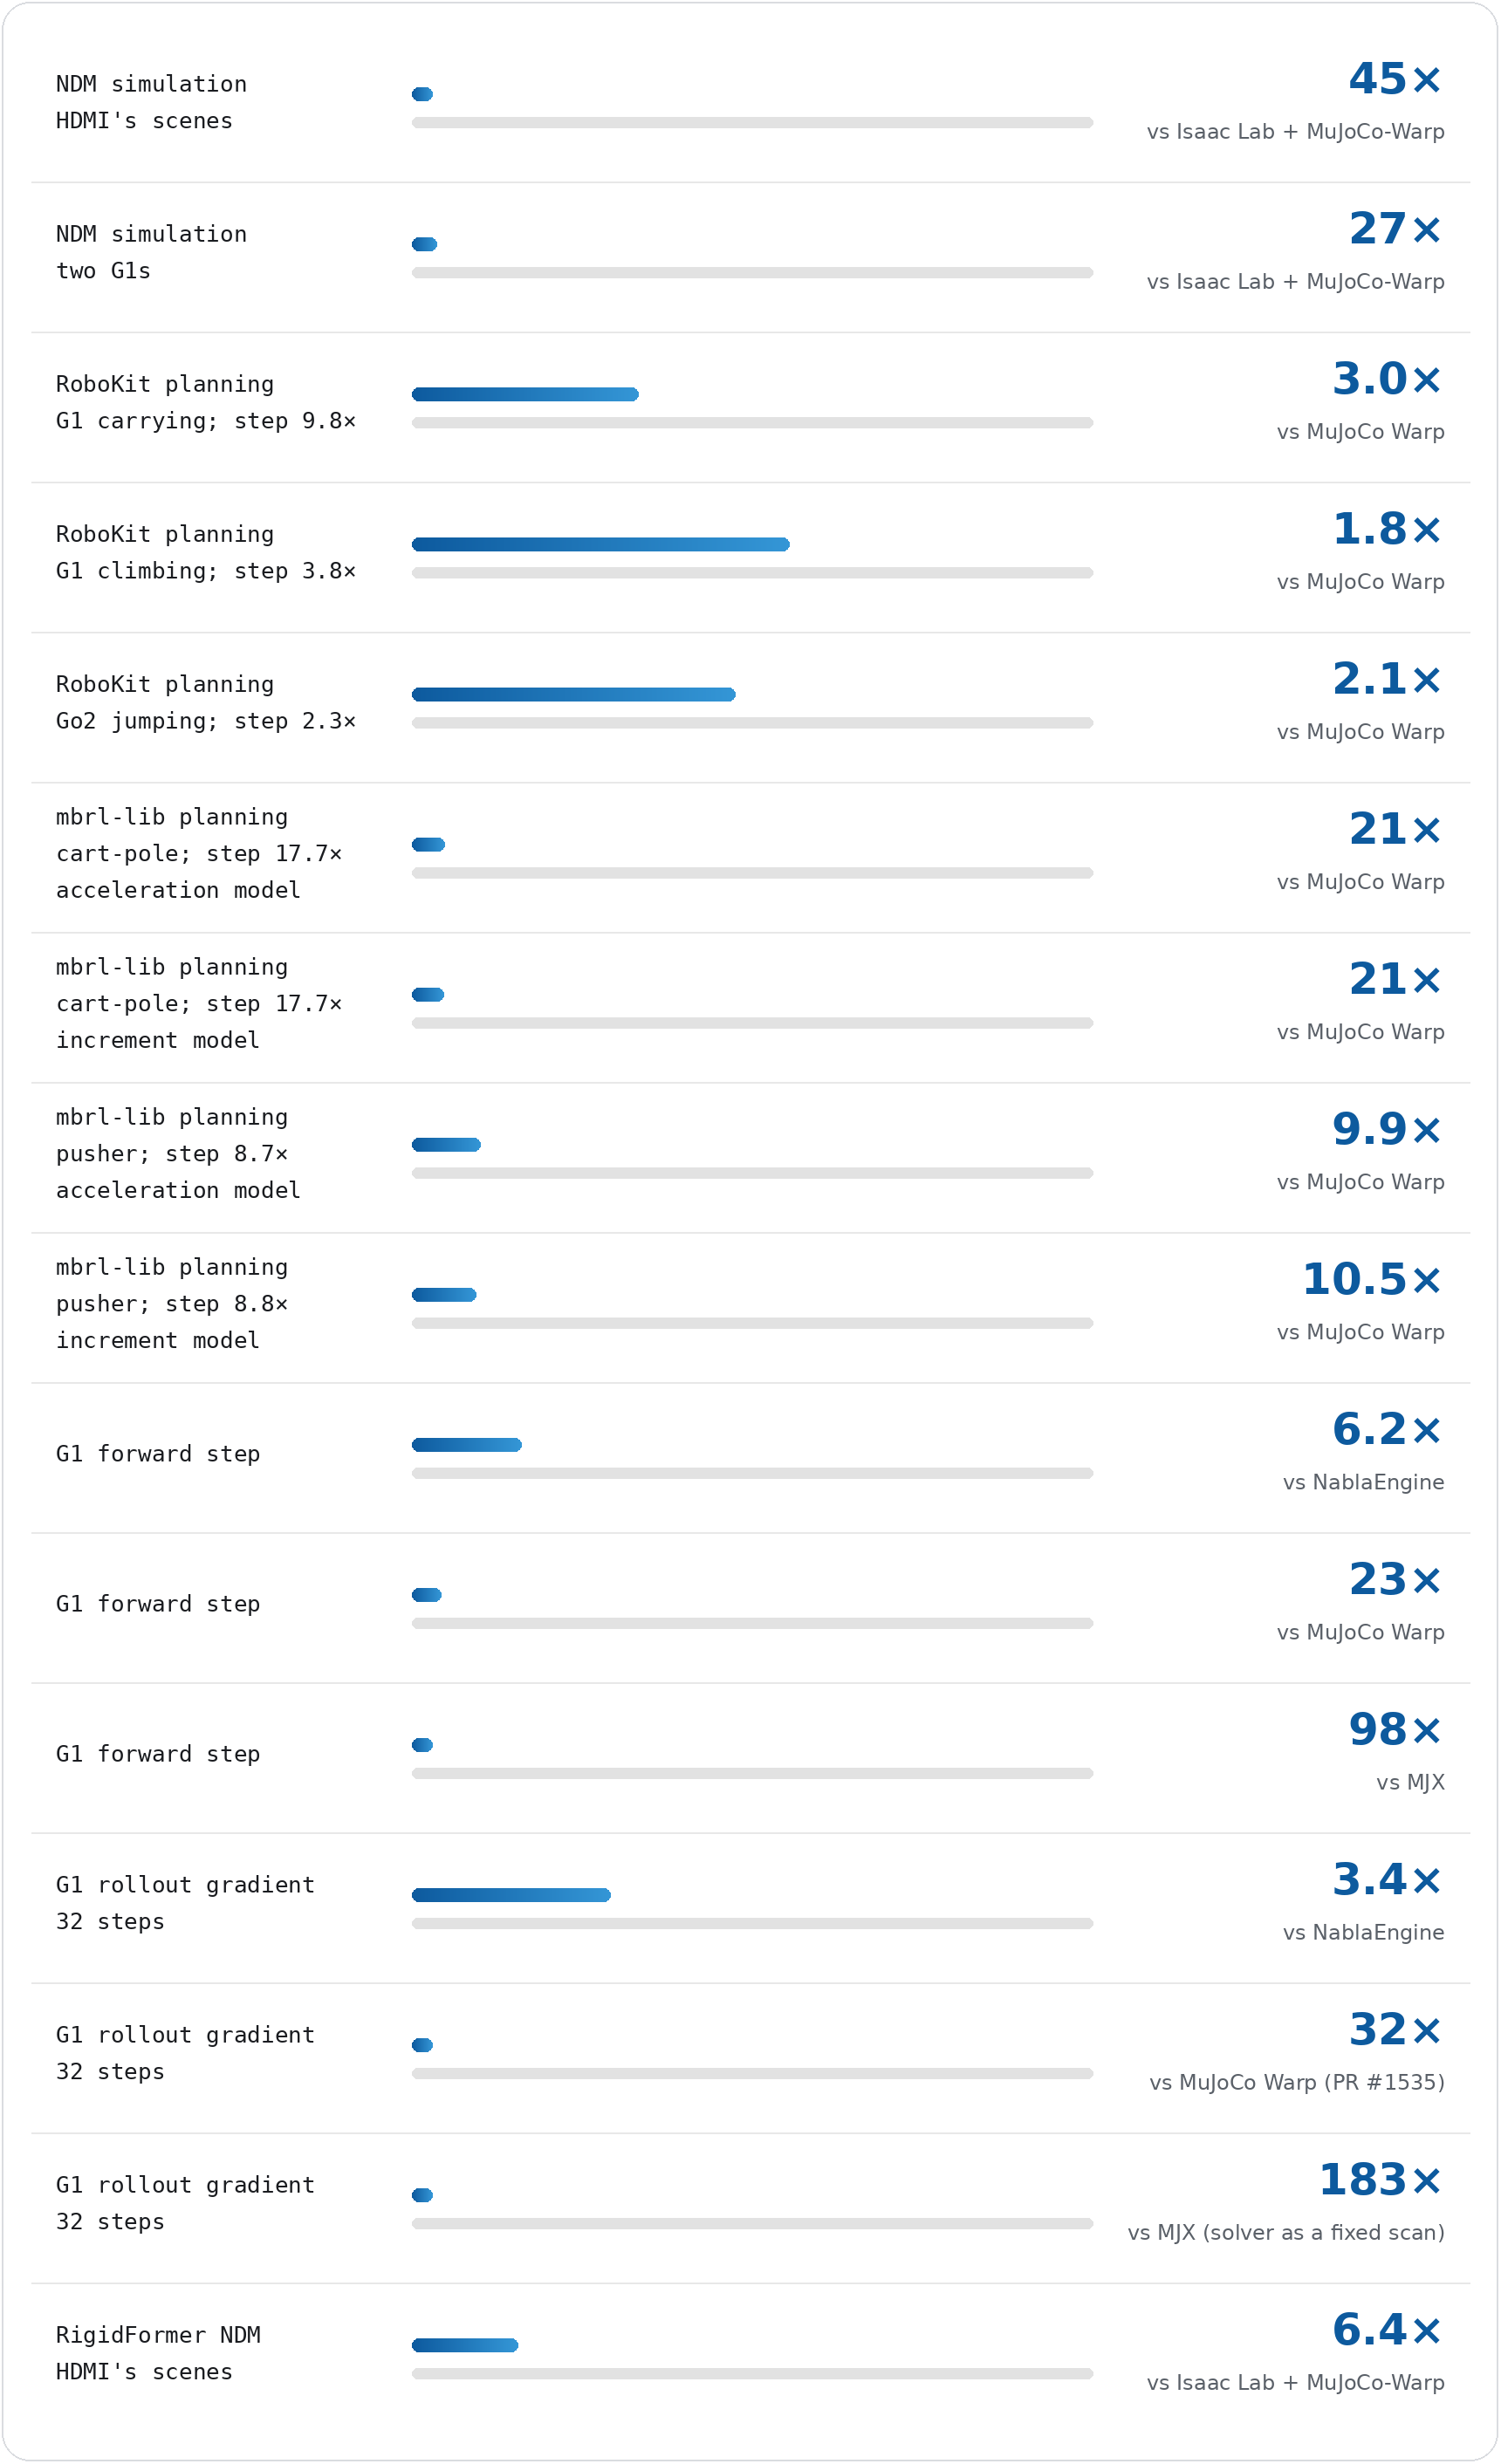 NDM simulation
HDMI's scenes
45×
vs Isaac Lab + MuJoCo-Warp
NDM simulation
two G1s
27×
vs Isaac Lab + MuJoCo-Warp
RoboKit planning
G1 carrying; step 9.8×
3.0×
vs MuJoCo Warp
RoboKit planning
G1 climbing; step 3.8×
1.8×
vs MuJoCo Warp
RoboKit planning
Go2 jumping; step 2.3×
2.1×
vs MuJoCo Warp
mbrl-lib planning
cart-pole; step 17.7×
acceleration model
21×
vs MuJoCo Warp
mbrl-lib planning
cart-pole; step 17.7×
increment model
21×
vs MuJoCo Warp
mbrl-lib planning
pusher; step 8.7×
acceleration model
9.9×
vs MuJoCo Warp
mbrl-lib planning
pusher; step 8.8×
increment model
10.5×
vs MuJoCo Warp
G1 forward step
6.2×
vs NablaEngine
G1 forward step
23×
vs MuJoCo Warp
G1 forward step
98×
vs MJX
G1 rollout gradient
32 steps
3.4×
vs NablaEngine
G1 rollout gradient
32 steps
32×
vs MuJoCo Warp (PR #1535)
G1 rollout gradient
32 steps
183×
vs MJX (solver as a fixed scan)
RigidFormer NDM
HDMI's scenes
6.4×
vs Isaac Lab + MuJoCo-Warp